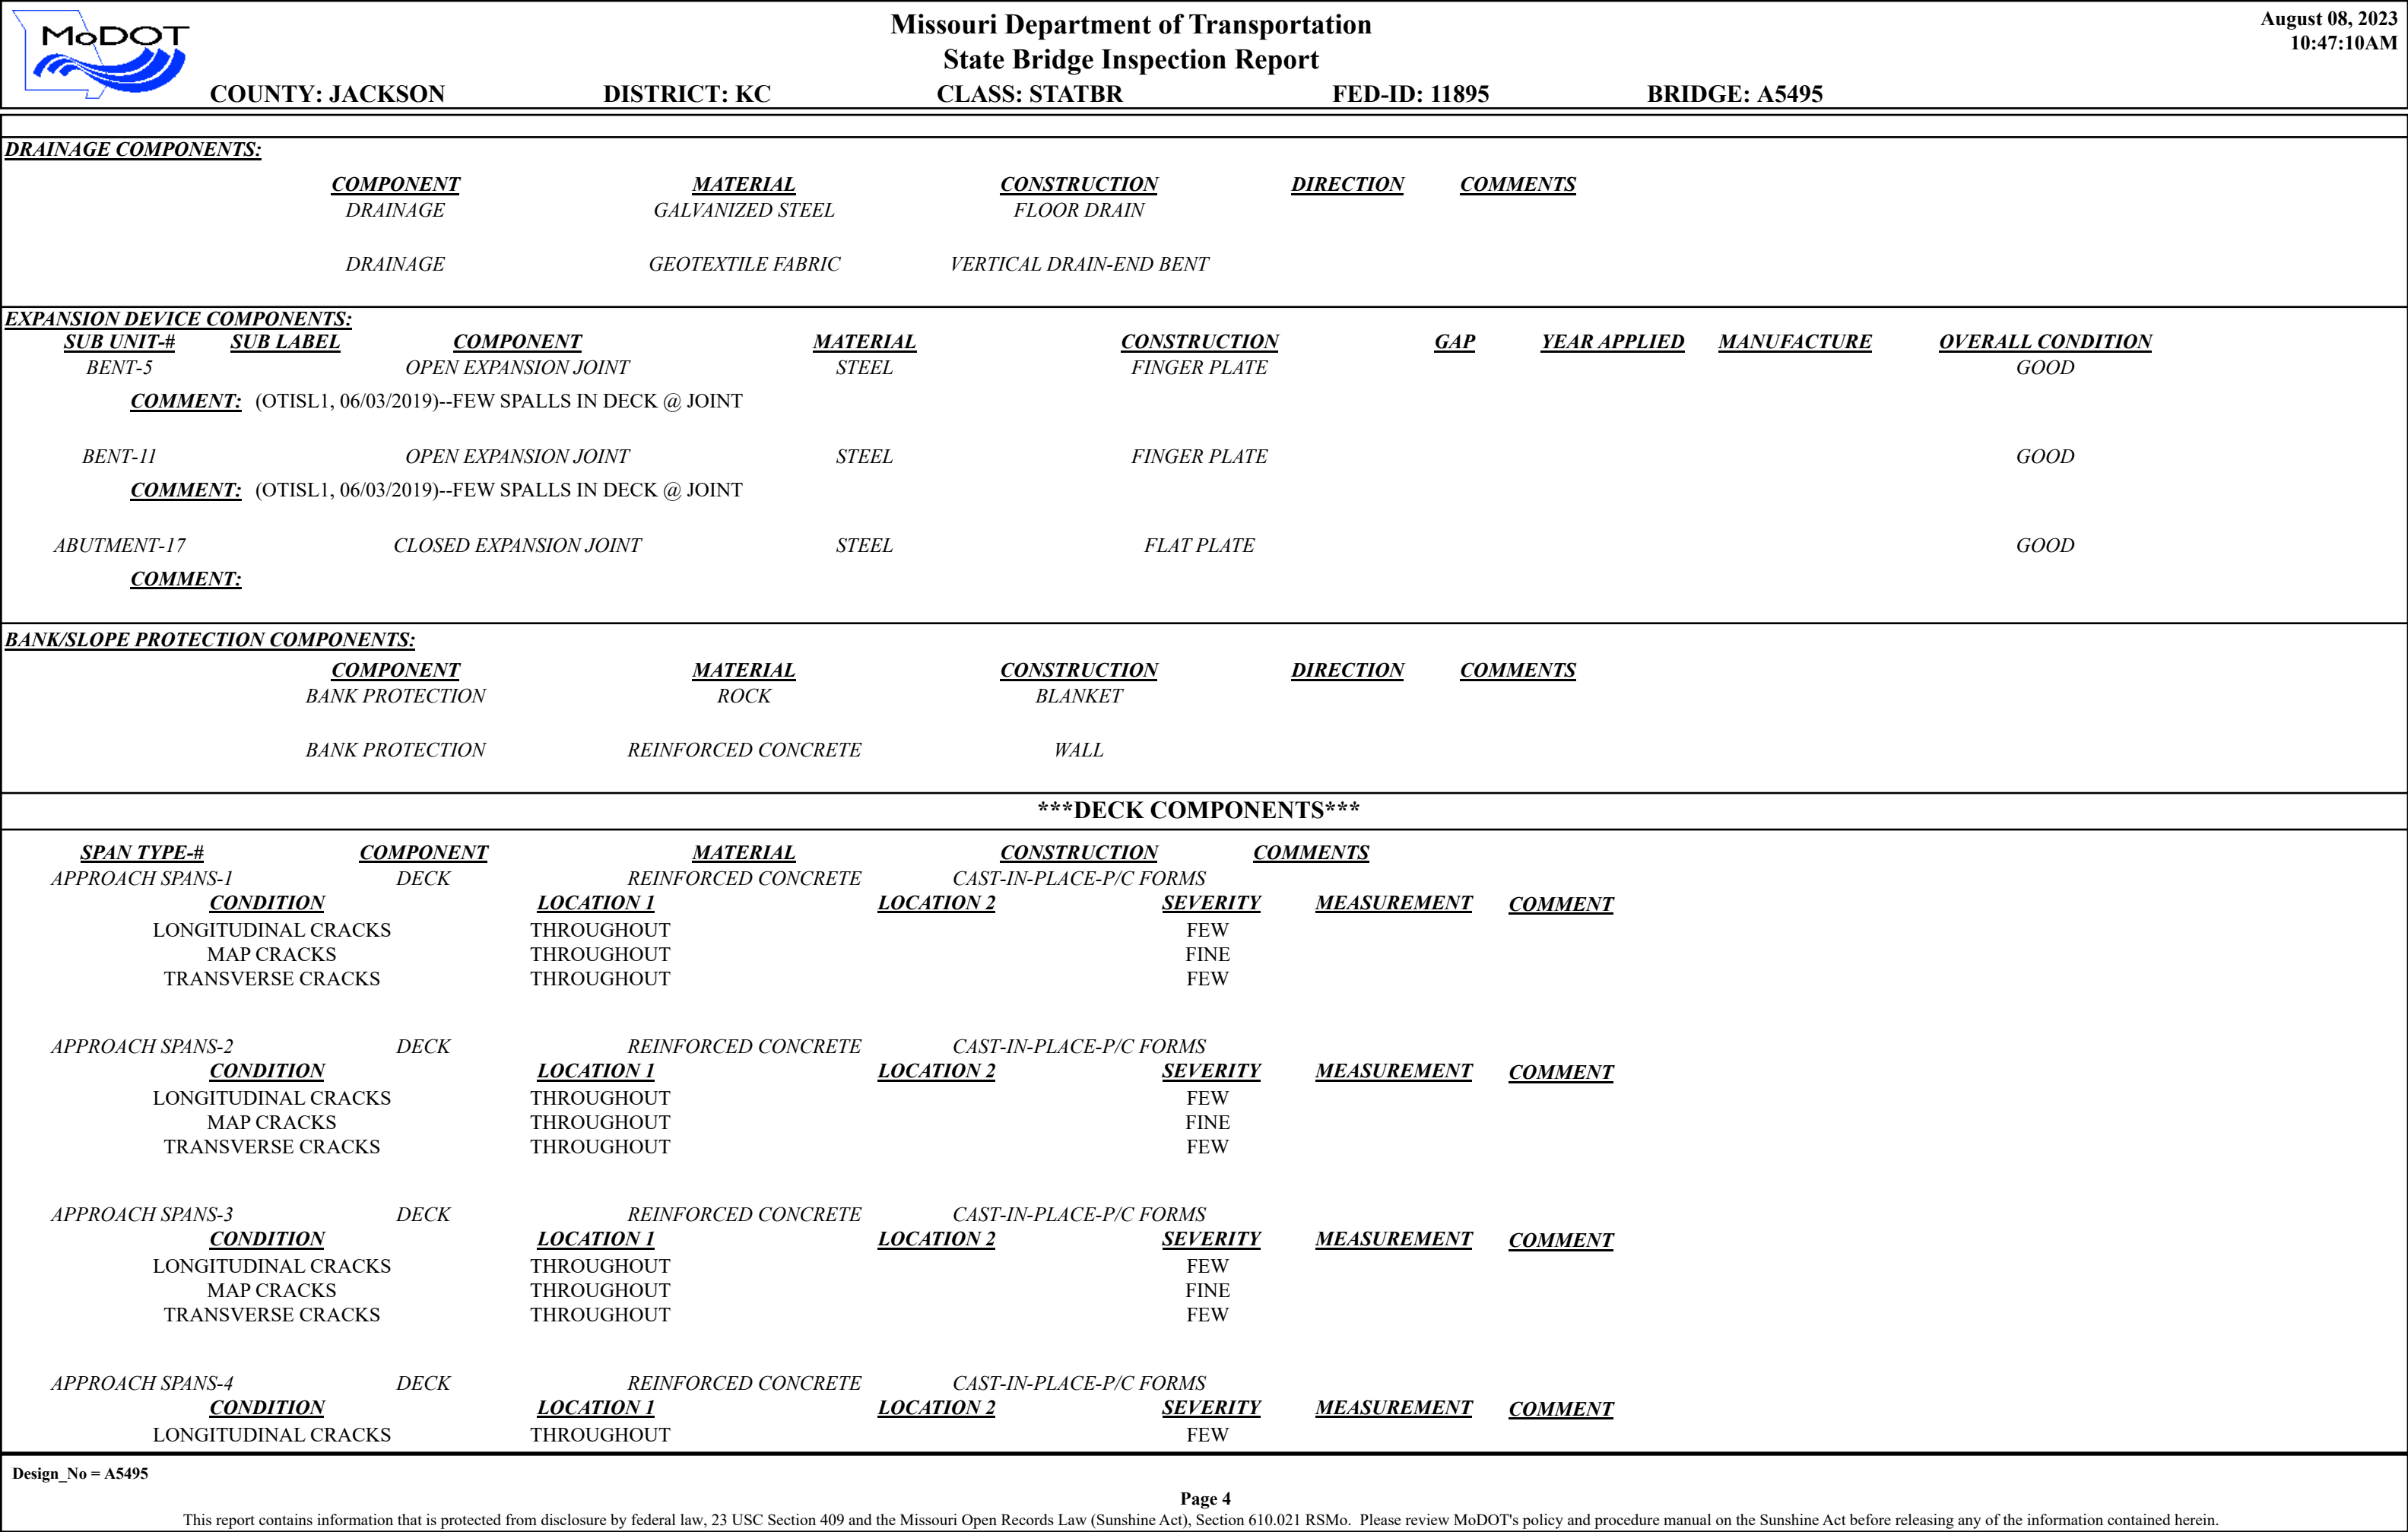 MoDOT
Missouri Department of Transportation
State Bridge Inspection Report
August 08, 2023
10:47:10AM
COUNTY: JACKSON DISTRICT: KC CLASS: STATBR FED-ID: 11895 BRIDGE: A5495
DRAINAGE COMPONENTS:
COMPONENT MATERIAL CONSTRUCTION DIRECTION COMMENTS
DRAINAGE GALVANIZED STEEL FLOOR DRAIN
DRAINAGE GEOTEXTILE FABRIC VERTICAL DRAIN-END BENT
EXPANSION DEVICE COMPONENTS:
SUB UNIT-# SUB LABEL COMPONENT MATERIAL CONSTRUCTION GAP YEAR APPLIED MANUFACTURE OVERALL CONDITION
BENT-5 OPEN EXPANSION JOINT STEEL FINGER PLATE GOOD
COMMENT: (OTISL1, 06/03/2019)--FEW SPALLS IN DECK @ JOINT
BENT-11 OPEN EXPANSION JOINT STEEL FINGER PLATE GOOD
COMMENT: (OTISL1, 06/03/2019)--FEW SPALLS IN DECK @ JOINT
ABUTMENT-17 CLOSED EXPANSION JOINT STEEL FLAT PLATE GOOD
COMMENT:
BANK/SLOPE PROTECTION COMPONENTS:
COMPONENT MATERIAL CONSTRUCTION DIRECTION COMMENTS
BANK PROTECTION ROCK BLANKET
BANK PROTECTION REINFORCED CONCRETE WALL
***DECK COMPONENTS***
SPAN TYPE-# COMPONENT MATERIAL CONSTRUCTION COMMENTS
APPROACH SPANS-1 DECK REINFORCED CONCRETE CAST-IN-PLACE-P/C FORMS
CONDITION LOCATION 1 LOCATION 2 SEVERITY MEASUREMENT COMMENT
LONGITUDINAL CRACKS THROUGHOUT FEW
MAP CRACKS THROUGHOUT FINE
TRANSVERSE CRACKS THROUGHOUT FEW
APPROACH SPANS-2 DECK REINFORCED CONCRETE CAST-IN-PLACE-P/C FORMS
CONDITION LOCATION 1 LOCATION 2 SEVERITY MEASUREMENT COMMENT
LONGITUDINAL CRACKS THROUGHOUT FEW
MAP CRACKS THROUGHOUT FINE
TRANSVERSE CRACKS THROUGHOUT FEW
APPROACH SPANS-3 DECK REINFORCED CONCRETE CAST-IN-PLACE-P/C FORMS
CONDITION LOCATION 1 LOCATION 2 SEVERITY MEASUREMENT COMMENT
LONGITUDINAL CRACKS THROUGHOUT FEW
MAP CRACKS THROUGHOUT FINE
TRANSVERSE CRACKS THROUGHOUT FEW
APPROACH SPANS-4 DECK REINFORCED CONCRETE CAST-IN-PLACE-P/C FORMS
CONDITION LOCATION 1 LOCATION 2 SEVERITY MEASUREMENT COMMENT
LONGITUDINAL CRACKS THROUGHOUT FEW
Design_No = A5495
Page 4
This report contains information that is protected from disclosure by federal law, 23 USC Section 409 and the Missouri Open Records Law (Sunshine Act), Section 610.021 RSMo. Please review MoDOT's policy and procedure manual on the Sunshine Act before releasing any of the information contained herein.